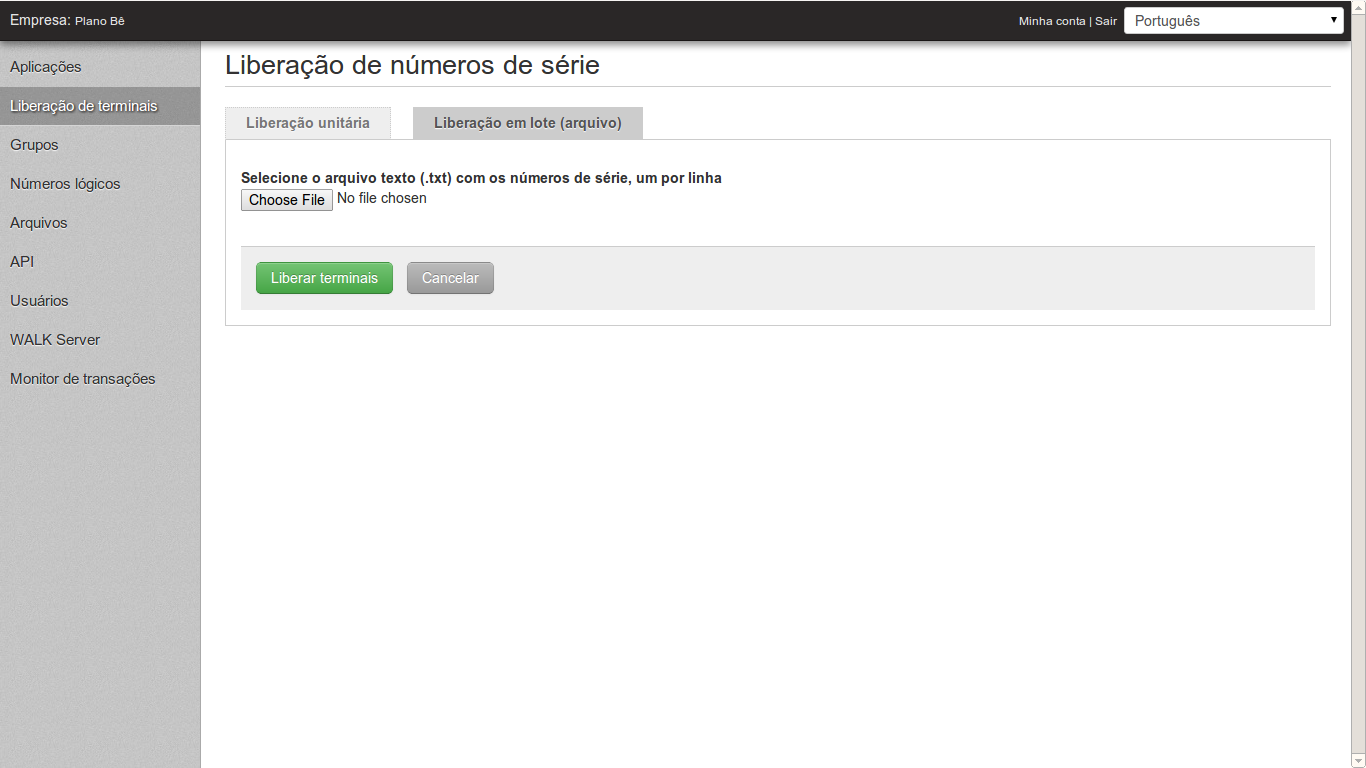 Empresa: Plano Bê
Minha conta | Sair
Português
Aplicações
Liberação de terminais
Grupos
Números lógicos
Arquivos
API
Usuários
WALK Server
Monitor de transações
Liberação de números de série
Liberação unitária
Liberação em lote (arquivo)
Selecione o arquivo texto (.txt) com os números de série, um por linha
Choose File No file chosen
Liberar terminais
Cancelar